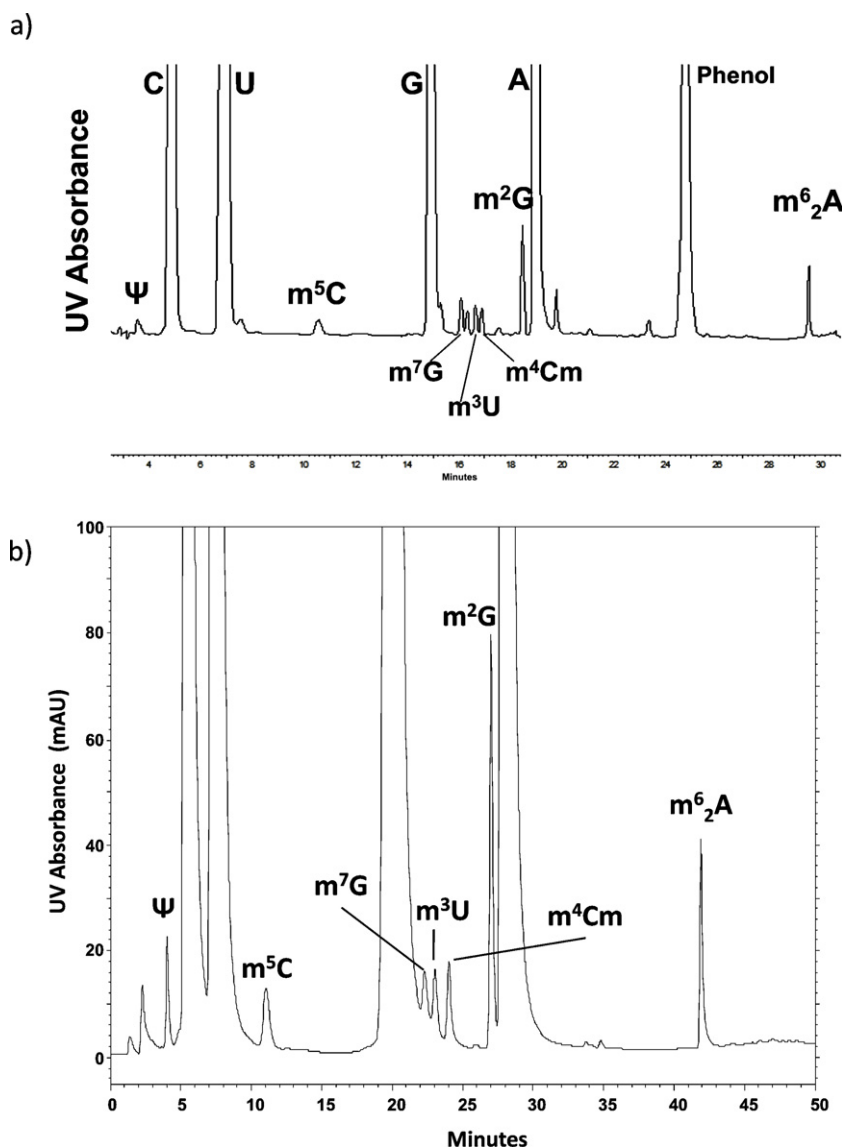 a)
C U G A Phenol
m²G
m⁶₂A
Ψ m⁵C
m⁷G m⁴Cm
m³U
UV Absorbance
4 6 8 10 12 14 16 18 20 22 24 26 28 30
Minutes
b)
100
80
60
40
20
0
UV Absorbance (mAU)
m²G
m⁶₂A
m⁷G
m³U m⁴Cm
Ψ
m⁵C
0 5 10 15 20 25 30 35 40 45 50
Minutes